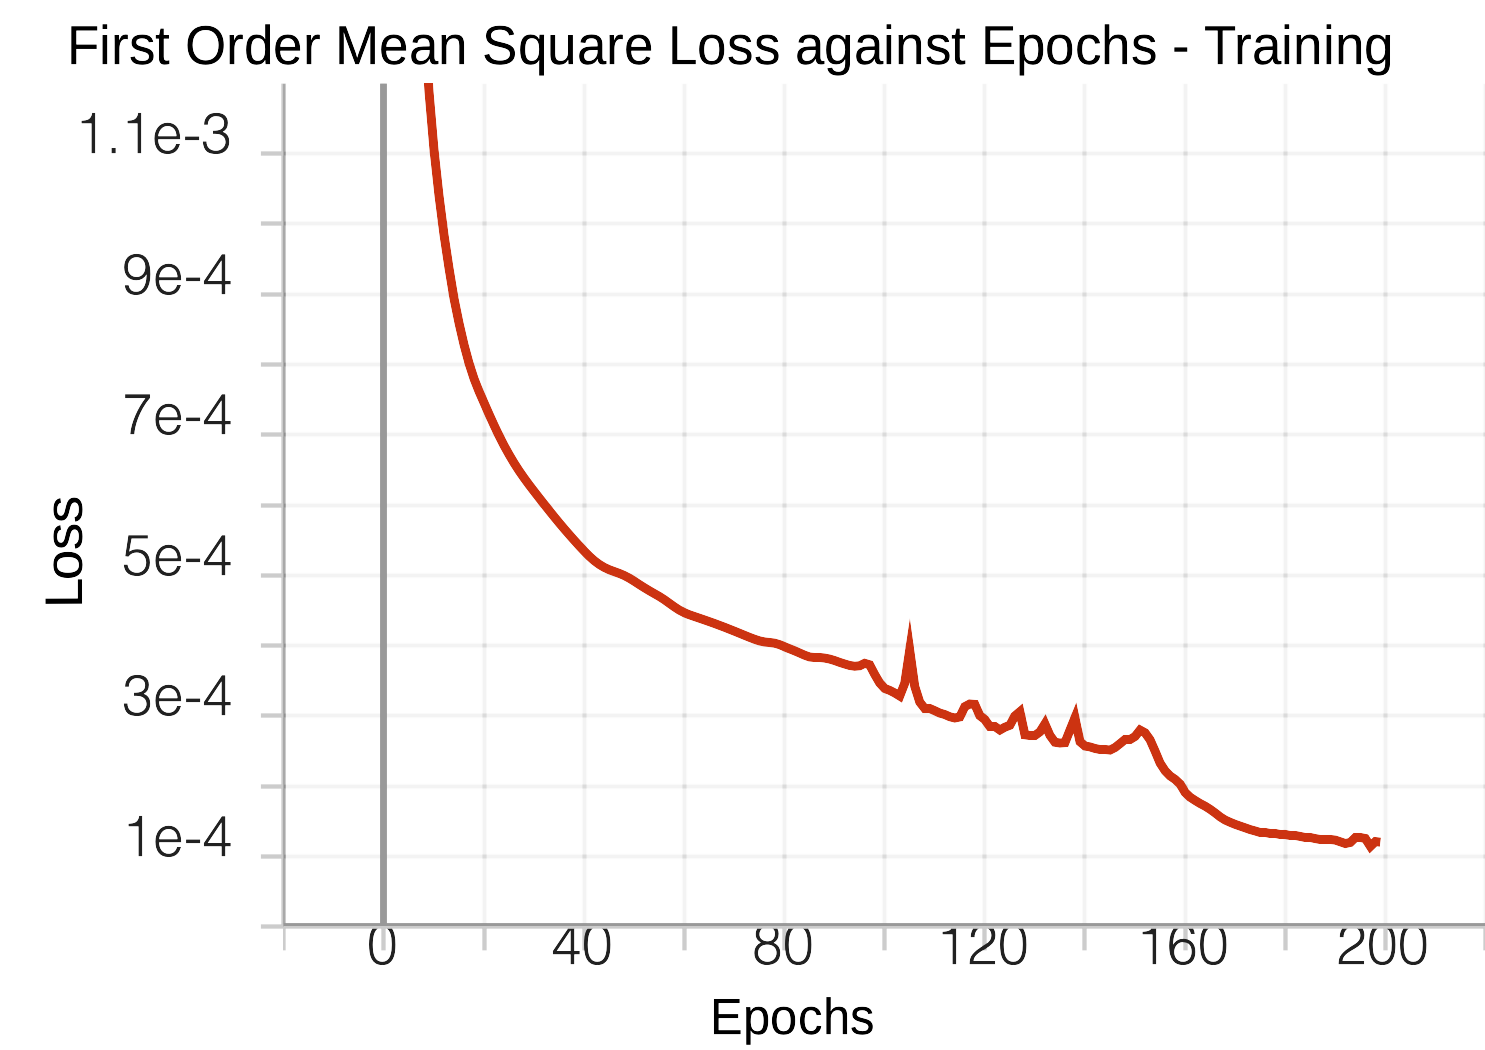 First Order Mean Square Loss against Epochs - Training
1.1e-3
9e-4
7e-4
5e-4
3e-4
1e-4
Loss
0 40 80 120 160 200
Epochs